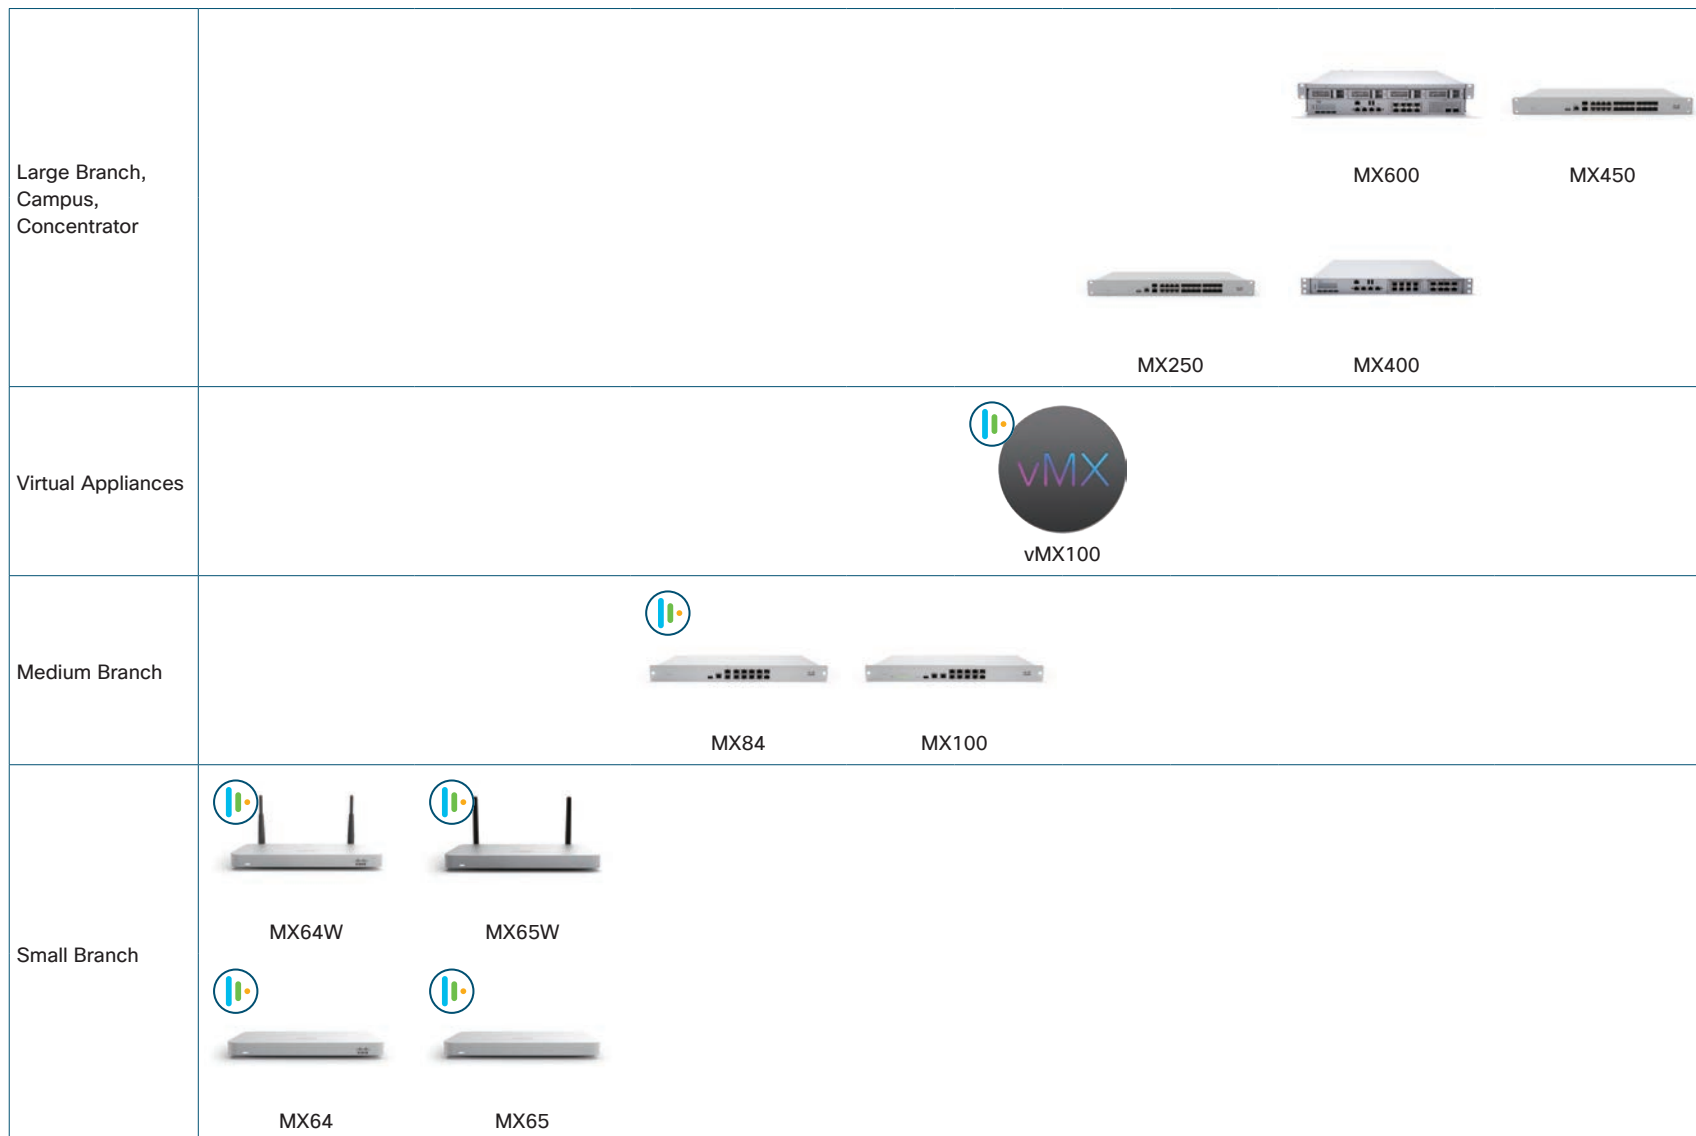 MX600
MX450
Large Branch,
Campus,
Concentrator
MX250
MX400
Virtual Appliances
vMX
vMX100
Medium Branch
MX84
MX100
MX64W
MX65W
Small Branch
MX64
MX65